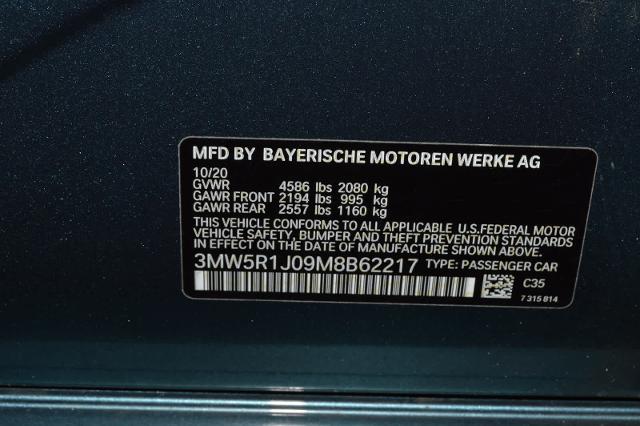 MFD BY BAYERISCHE MOTOREN WERKE AG
10/20
GVWR 4586 lbs 2080 kg
GAWR FRONT 2194 lbs 995 kg
GAWR REAR 2557 lbs 1160 kg
THIS VEHICLE CONFORMS TO ALL APPLICABLE U.S.FEDERAL MOTOR
VEHICLE SAFETY, BUMPER AND THEFT PREVENTION STANDARDS
IN EFFECT ON THE DATE OF MANUFACTURE SHOWN ABOVE.
3MW5R1J09M8B62217 TYPE: PASSENGER CAR
C35
7 315 814